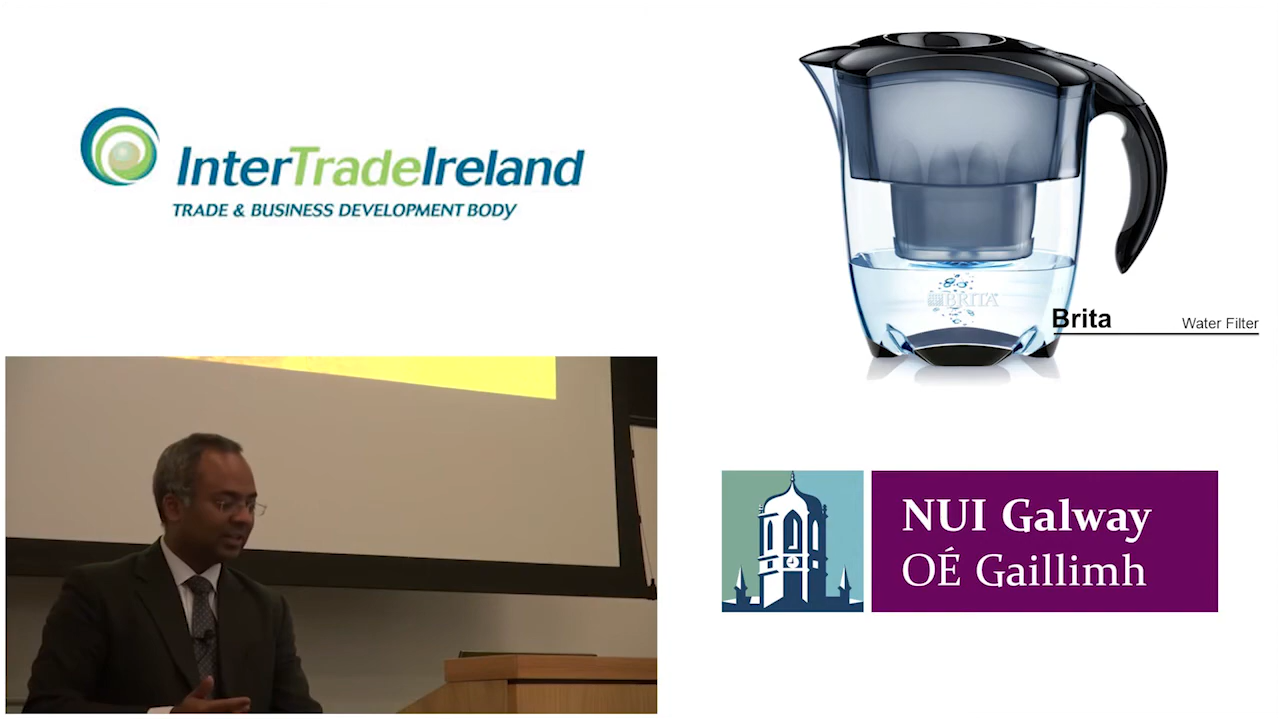 InterTradeIreland
TRADE & BUSINESS DEVELOPMENT BODY
BRITA
Brita
Water Filter
NUI Galway
OÉ Gaillimh